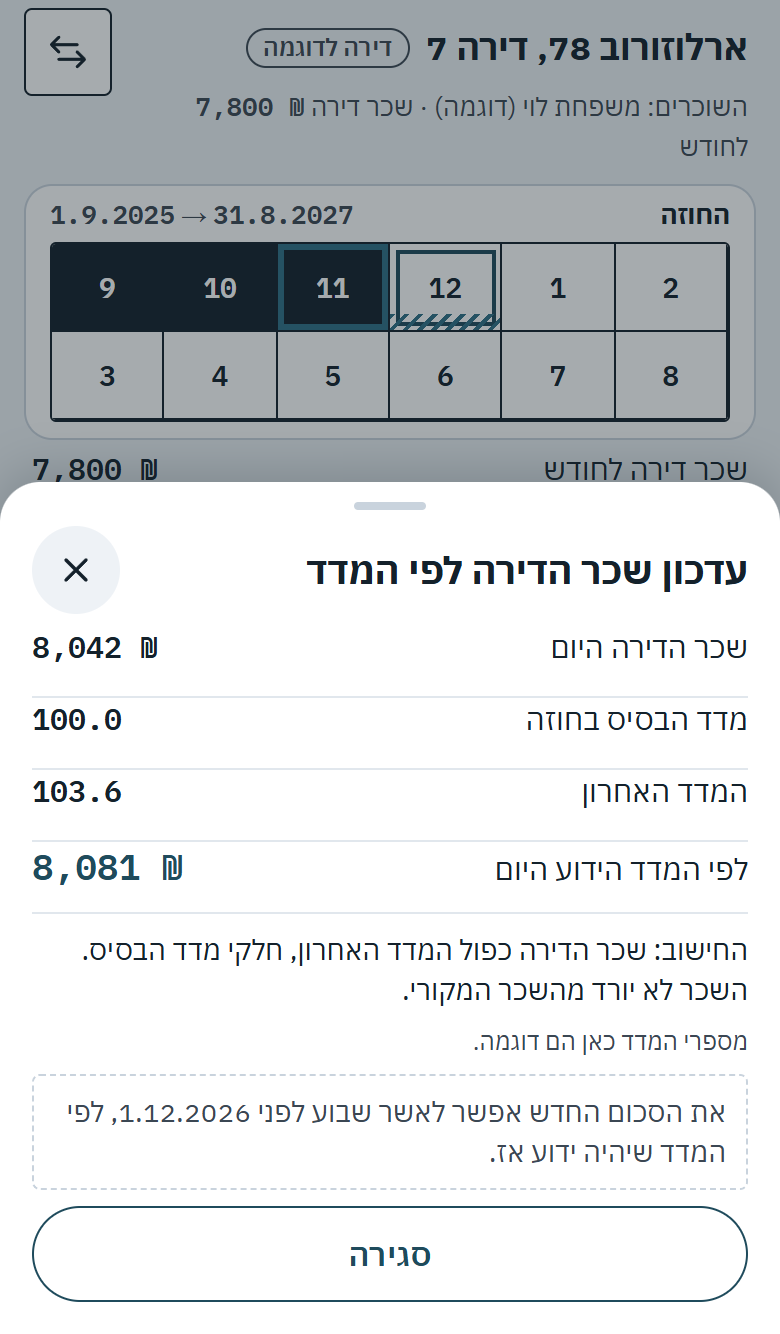 ארלוזורוב 78, דירה 7 דירה לדוגמה
השוכרים: משפחת לוי (דוגמה) · שכר דירה ₪ 7,800
לחודש
החוזה 1.9.2025 → 31.8.2027
9 10 11 12 1 2
3 4 5 6 7 8
שכר דירה לחודש ₪ 7,800
עדכון שכר הדירה לפי המדד
שכר הדירה היום ₪ 8,042
מדד הבסיס בחוזה 100.0
המדד האחרון 103.6
לפי המדד הידוע היום ₪ 8,081
החישוב: שכר הדירה כפול המדד האחרון, חלקי מדד הבסיס.
השכר לא יורד מהשכר המקורי.
מספרי המדד כאן הם דוגמה.
את הסכום החדש אפשר לאשר שבוע לפני 1.12.2026, לפי
המדד שיהיה ידוע אז.
סגירה